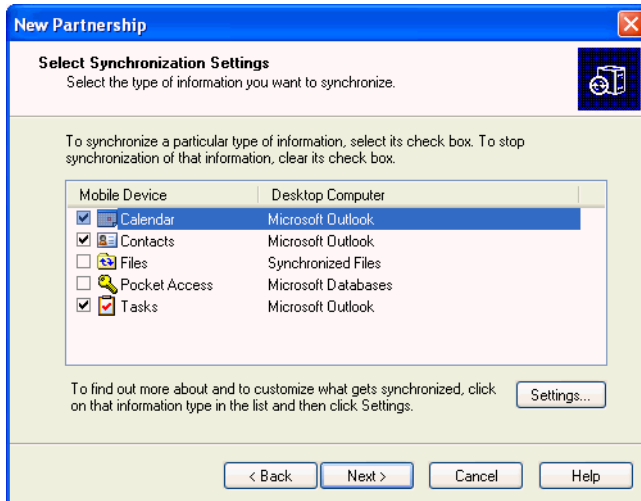 New Partnership
Select Synchronization Settings
Select the type of information you want to synchronize.
To synchronize a particular type of information, select its check box. To stop
synchronization of that information, clear its check box.
Mobile Device Desktop Computer
Calendar Microsoft Outlook
Contacts Microsoft Outlook
Files Synchronized Files
Pocket Access Microsoft Databases
Tasks Microsoft Outlook
To find out more about and to customize what gets synchronized, click
on that information type in the list and then click Settings.
Settings...
< Back Next > Cancel Help